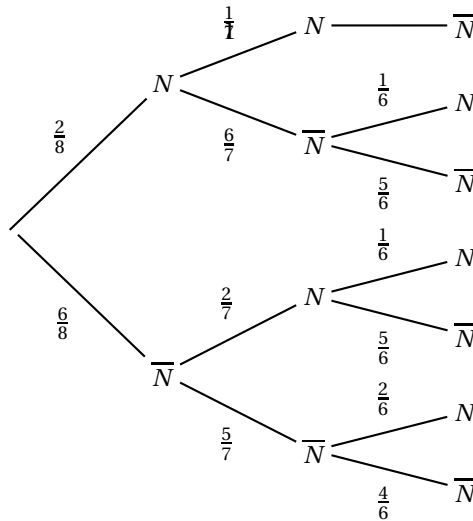 1/7 N N̅
N 1/6 N
2/8 6/7 N̅
5/6 N̅
1/6 N
2/7 N
6/8 5/6 N̅
N̅ 2/6 N
5/7 N̅
4/6 N̅